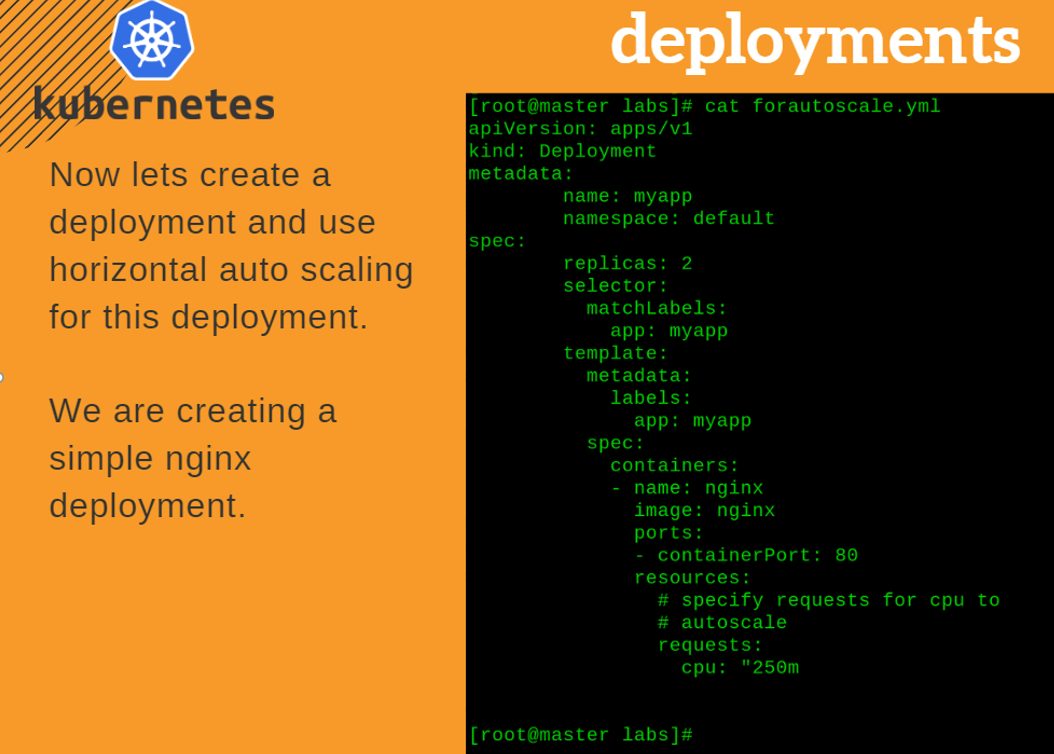 kubernetes
deployments
Now lets create a
deployment and use
horizontal auto scaling
for this deployment.
We are creating a
simple nginx
deployment.
[root@master labs]# cat forautoscale.yml
apiVersion: apps/v1
kind: Deployment
metadata:
        name: myapp
        namespace: default
spec:
        replicas: 2
        selector:
          matchLabels:
            app: myapp
        template:
          metadata:
            labels:
              app: myapp
          spec:
            containers:
            - name: nginx
              image: nginx
              ports:
              - containerPort: 80
              resources:
                # specify requests for cpu to
                # autoscale
                requests:
                  cpu: "250m
[root@master labs]#